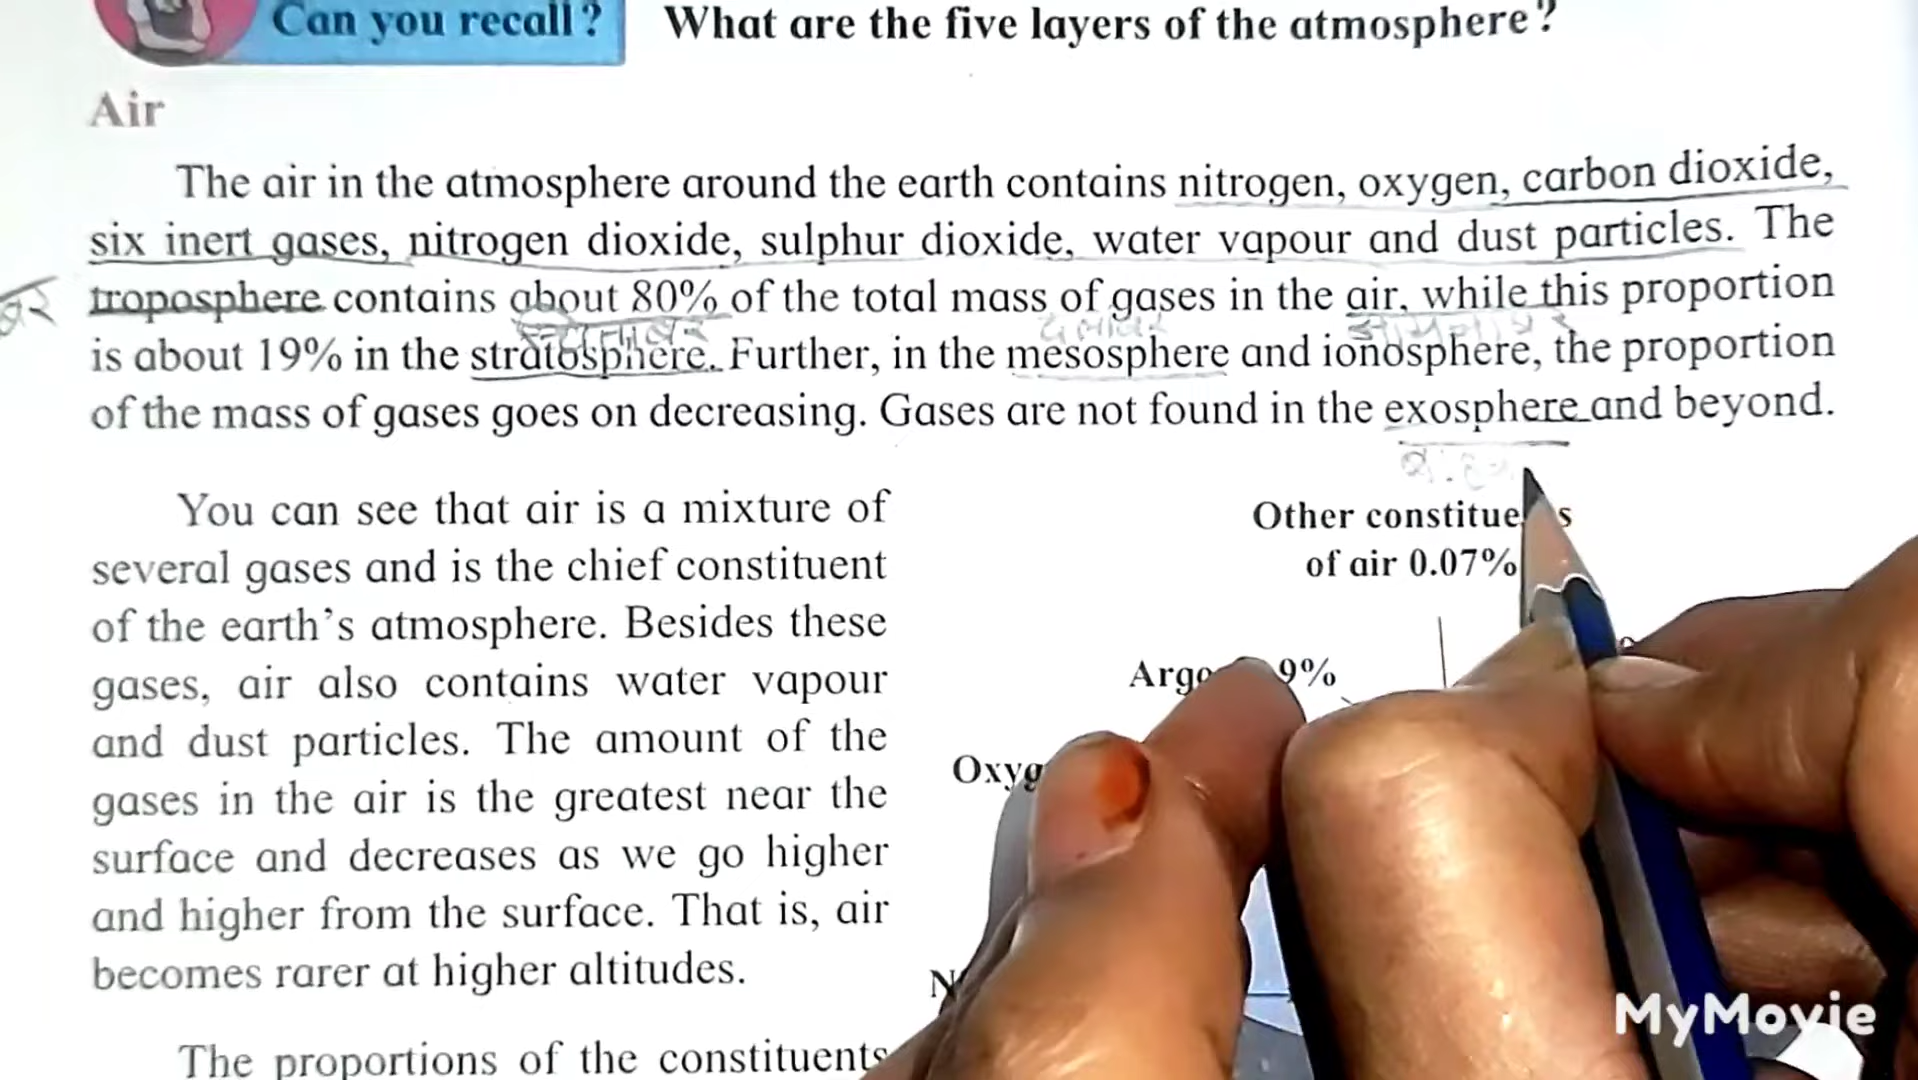 Can you recall? What are the five layers of the atmosphere?
Air
The air in the atmosphere around the earth contains nitrogen, oxygen, carbon dioxide,
six inert gases, nitrogen dioxide, sulphur dioxide, water vapour and dust particles. The
troposphere contains about 80% of the total mass of gases in the air, while this proportion
is about 19% in the stratosphere. Further, in the mesosphere and ionosphere, the proportion
of the mass of gases goes on decreasing. Gases are not found in the exosphere and beyond.
You can see that air is a mixture of
several gases and is the chief constituent
of the earth's atmosphere. Besides these
gases, air also contains water vapour
and dust particles. The amount of the
gases in the air is the greatest near the
surface and decreases as we go higher
and higher from the surface. That is, air
becomes rarer at higher altitudes.
The proportions of the constituents
Other
of air 0.07%
9%
MyMovie